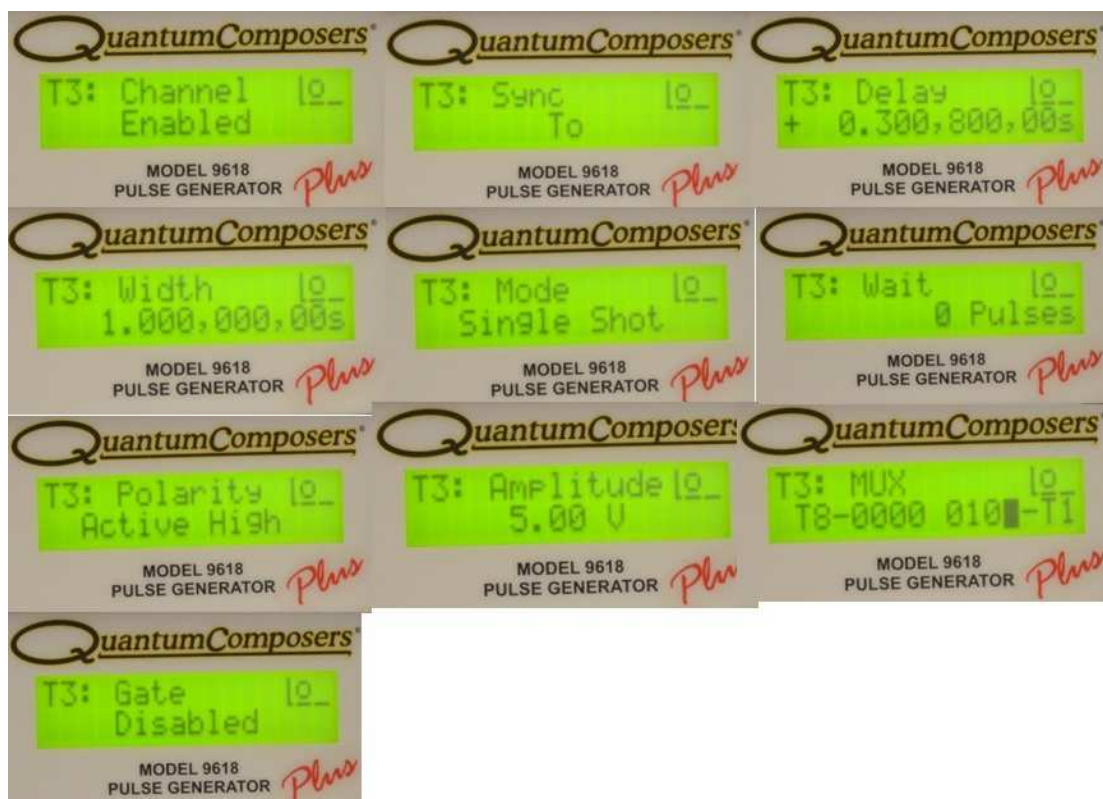 QuantumComposers
T3: Channel
Enabled
MODEL 9618
PULSE GENERATOR Plus
QuantumComposers
T3: Sync
To
MODEL 9618
PULSE GENERATOR Plus
QuantumComposers
T3: Delay
+ 0.300,800,00s
MODEL 9618
PULSE GENERATOR Plus
QuantumComposers
T3: Width
1.000,000,00s
MODEL 9618
PULSE GENERATOR Plus
QuantumComposers
T3: Mode
Single Shot
MODEL 9618
PULSE GENERATOR Plus
QuantumComposers
T3: Wait
0 Pulses
MODEL 9618
PULSE GENERATOR Plus
QuantumComposers
T3: Polarity
Active High
MODEL 9618
PULSE GENERATOR Plus
QuantumComposers
T3: Amplitude
5.00 V
MODEL 9618
PULSE GENERATOR Plu
QuantumComposers
T3: MUX
T8-0000 010█-T1
MODEL 9618
PULSE GENERATOR Plus
QuantumComposers
T3: Gate
Disabled
MODEL 9618
PULSE GENERATOR Plus